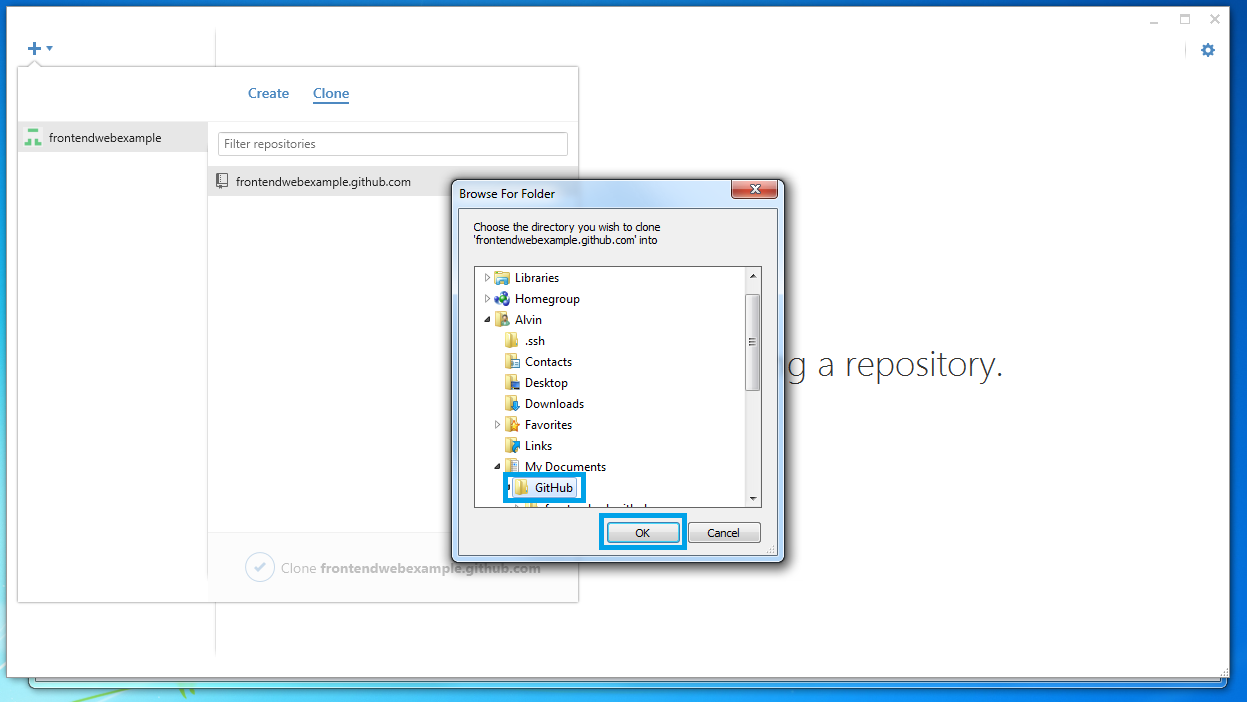 Create Clone
frontendwebexample
Filter repositories
frontendwebexample.github.com
g a repository.
Browse For Folder
Choose the directory you wish to clone
'frontendwebexample.github.com' into
Libraries
Homegroup
Alvin
.ssh
Contacts
Desktop
Downloads
Favorites
Links
My Documents
GitHub
OK Cancel
Clone frontendwebexample.github.com